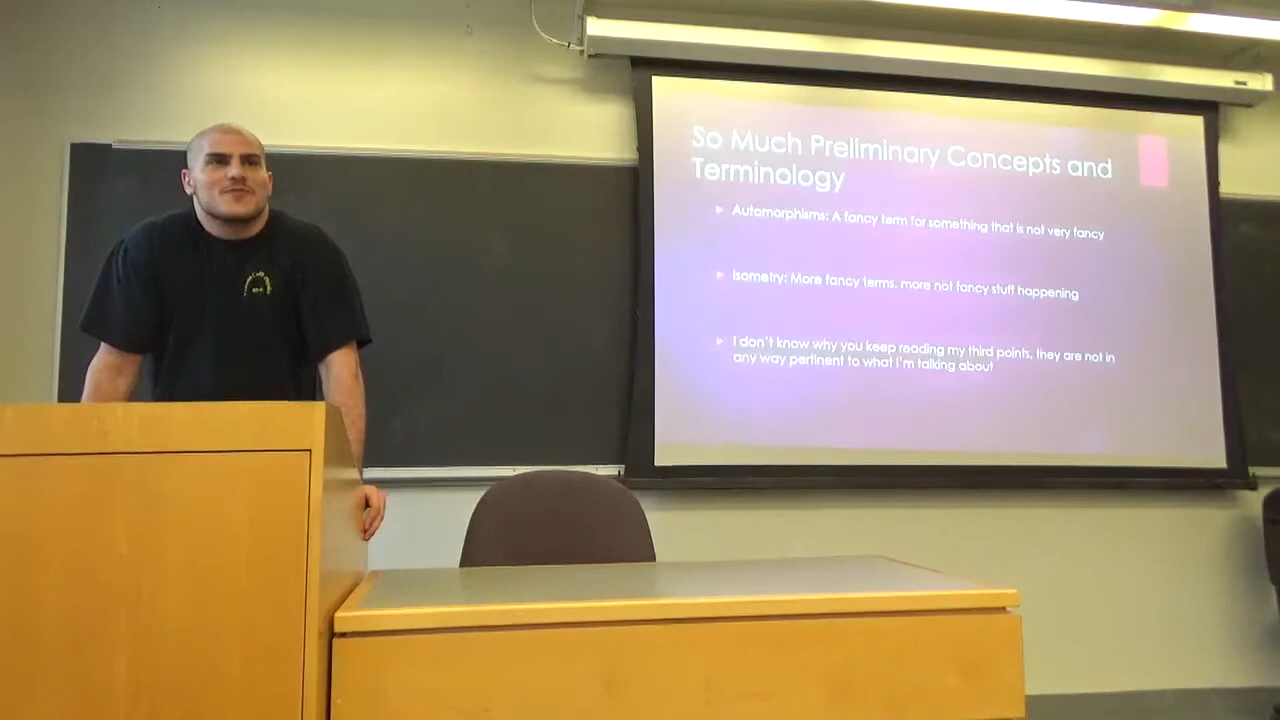 So Much Preliminary Concepts and
Terminology
Automorphisms: A fancy term for something that is not very fancy
Isometry: More fancy terms, more not fancy stuff happening
I don't know why you keep reading my third points, they are not in
any way pertinent to what I'm talking about